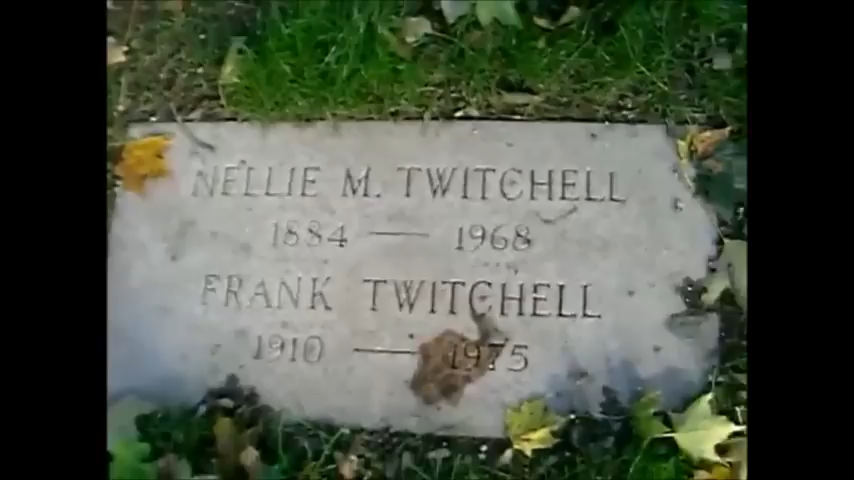 NELLIE M. TWITCHELL
1884 — 1968
FRANK TWITCHELL
1910 — 1975